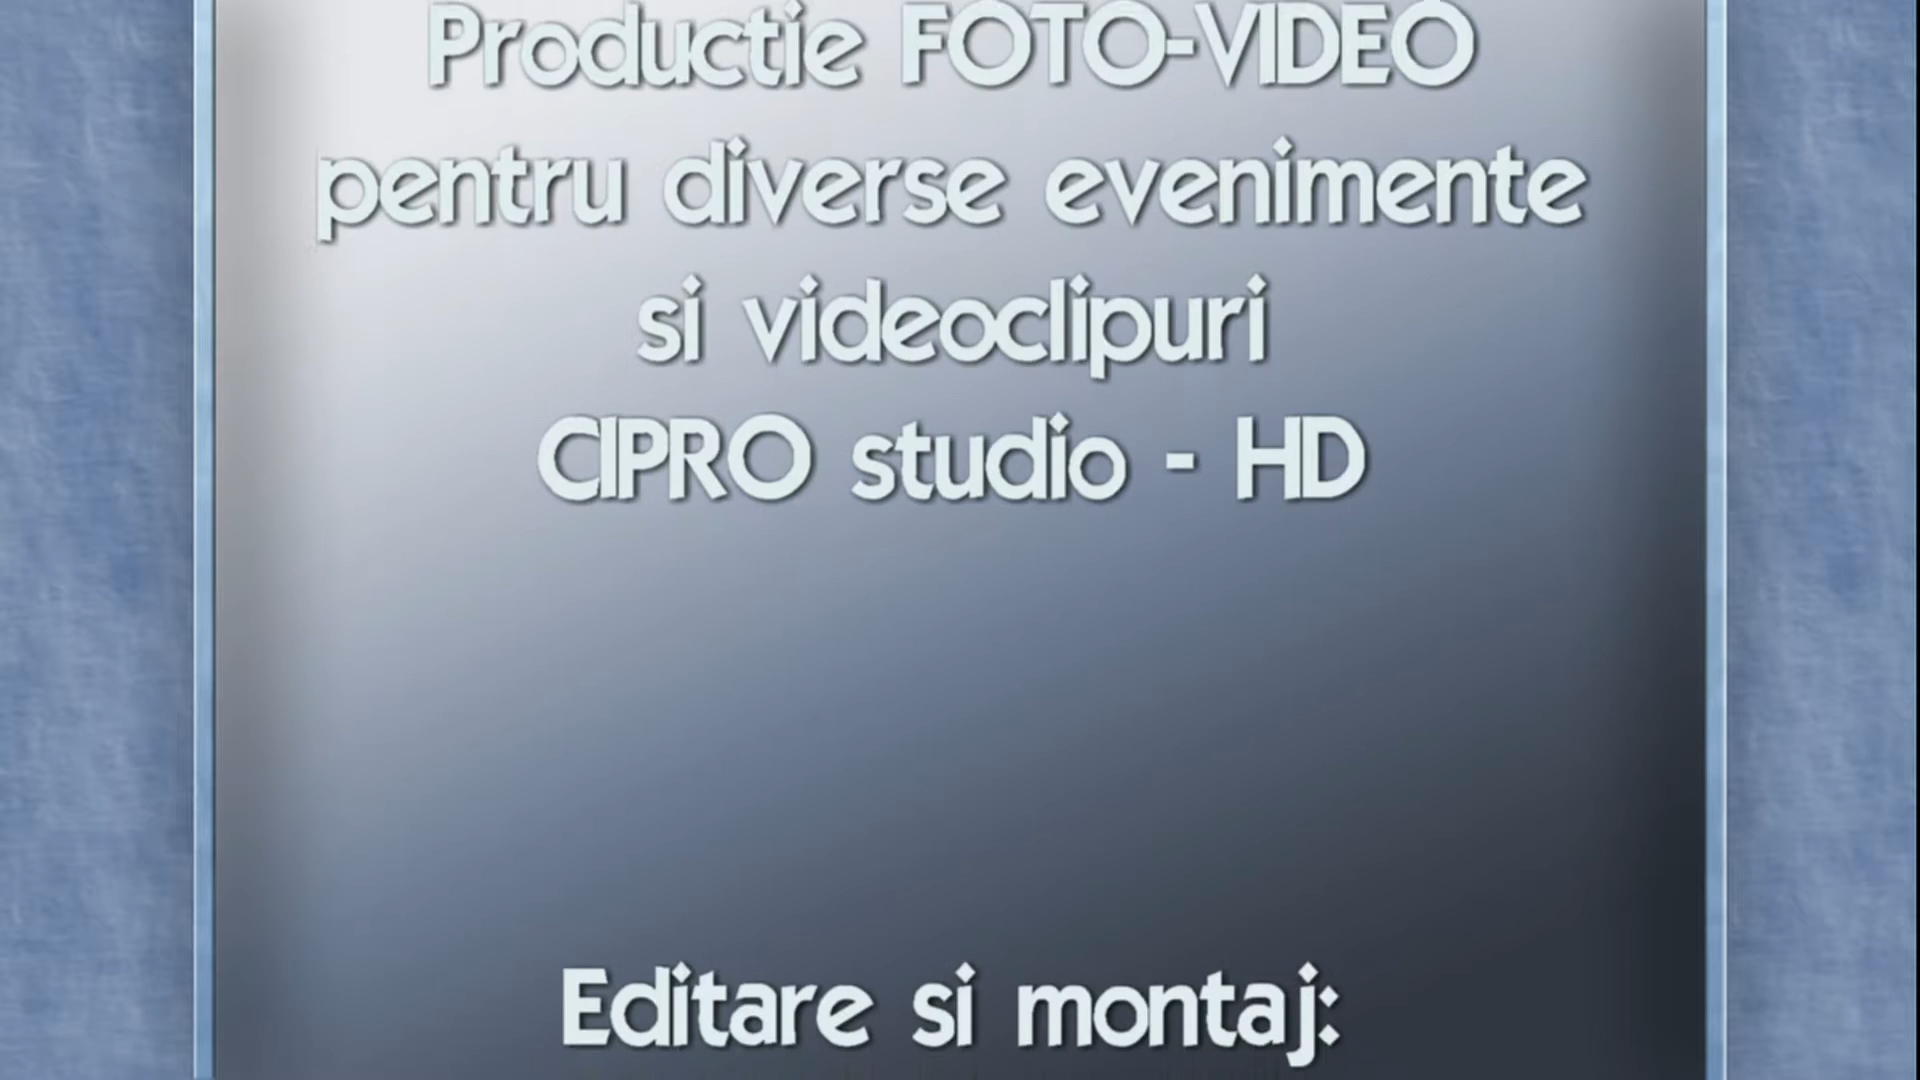 Productie FOTO-VIDEO
pentru diverse evenimente
si videoclipuri
CIPRO studio - HD
Editare si montaj: